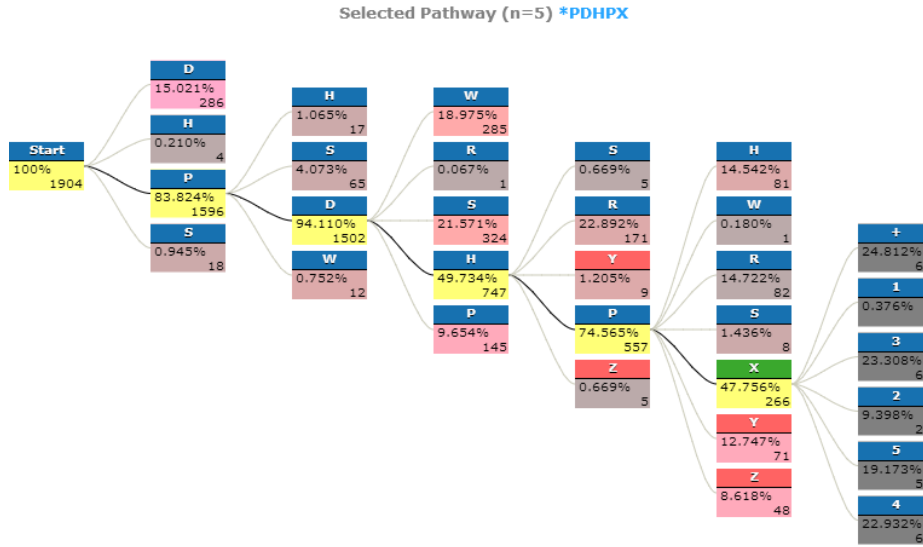 Selected Pathway (n=5) *PDHPX
Start
100%
1904
D
15.021%
286
H
0.210%
4
P
83.824%
1596
S
0.945%
18
H
1.065%
17
S
4.073%
65
D
94.110%
1502
W
0.752%
12
W
18.975%
285
R
0.067%
1
S
21.571%
324
H
49.734%
747
P
9.654%
145
S
0.669%
5
R
22.892%
171
Y
1.205%
9
P
74.565%
557
Z
0.669%
5
H
14.542%
81
W
0.180%
1
R
14.722%
82
S
1.436%
8
X
47.756%
266
Y
12.747%
71
Z
8.618%
48
+
24.812%
6
1
0.376%
3
23.308%
6
2
9.398%
2
5
19.173%
5
4
22.932%
6